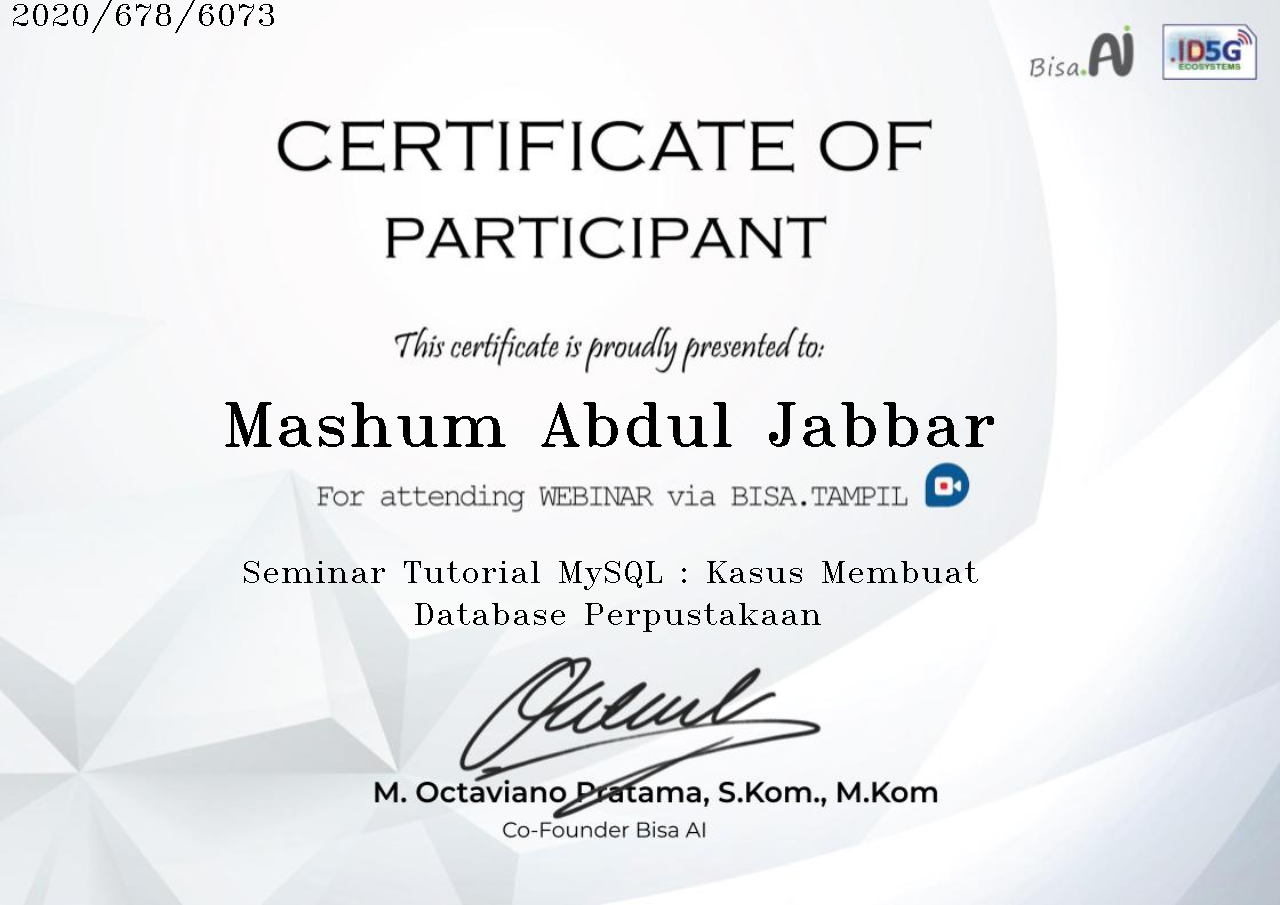 2020/678/6073
Bisa.AI
.ID5G
ECOSYSTEMS
CERTIFICATE OF
PARTICIPANT
This certificate is proudly presented to:
Mashum Abdul Jabbar
For attending WEBINAR via BISA.TAMPIL
Seminar Tutorial MySQL : Kasus Membuat
Database Perpustakaan
M. Octaviano Pratama, S.Kom., M.Kom
Co-Founder Bisa AI